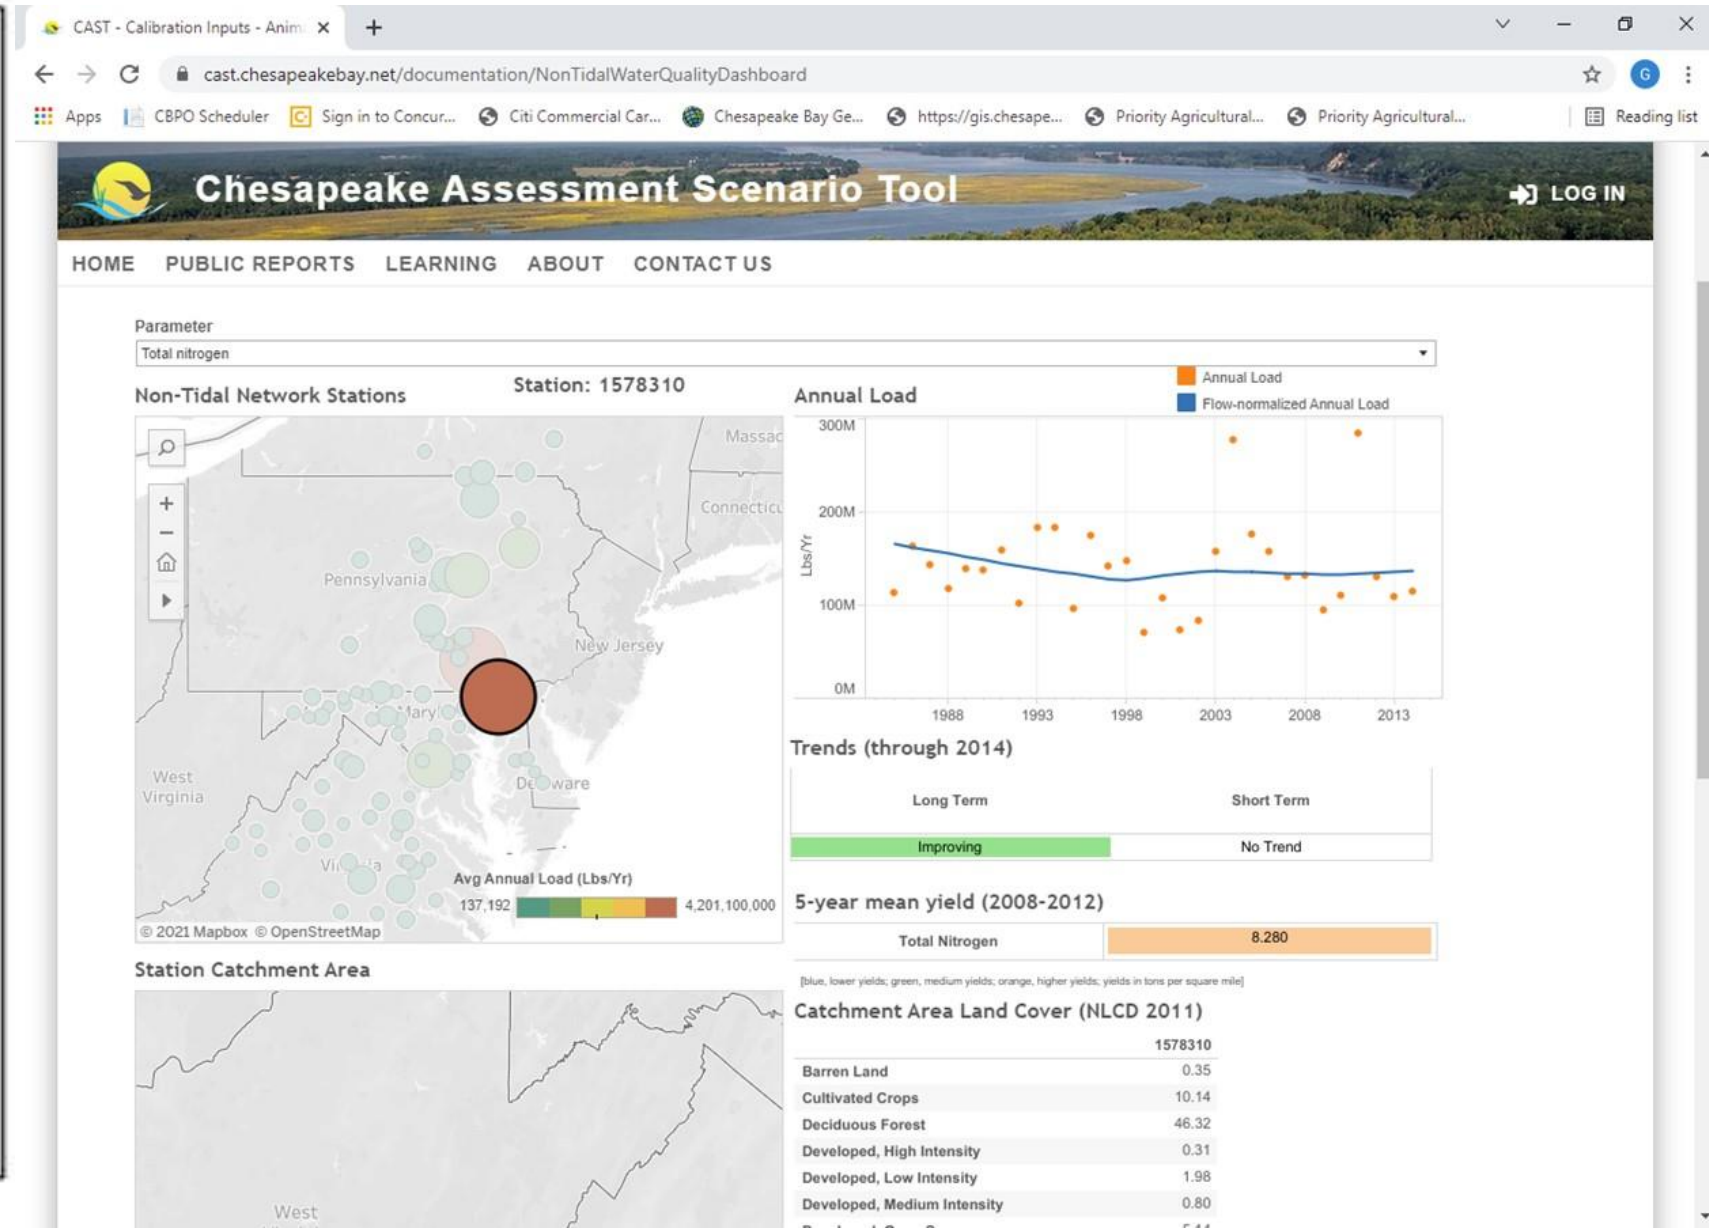 CAST - Calibration Inputs - Anim
cast.chesapeakebay.net/documentation/NonTidalWaterQualityDashboard
G
Apps
CBPO Scheduler
Sign in to Concur...
Citi Commercial Car...
Chesapeake Bay Ge...
https://gis.chesape...
Priority Agricultural...
Priority Agricultural...
Reading list
Chesapeake Assessment Scenario Tool
LOG IN
HOME PUBLIC REPORTS LEARNING ABOUT CONTACT US
Parameter
Total nitrogen
Non-Tidal Network Stations
Station: 1578310
Massac
Connecticu
Pennsylvania
New Jersey
Maryl
West
Virginia
Avg Annual Load (Lbs/Yr)
137,192
4,201,100,000
© 2021 Mapbox © OpenStreetMap
Station Catchment Area
West
Annual Load
Annual Load
Flow-normalized Annual Load
300M
200M
100M
0M
Lbs/Yr
1988 1993 1998 2003 2008 2013
Trends (through 2014)
Long Term Short Term
Improving No Trend
5-year mean yield (2008-2012)
Total Nitrogen 8.280
[blue, lower yields; green, medium yields; orange, higher yields; yields in tons per square mile]
Catchment Area Land Cover (NLCD 2011)
1578310
Barren Land 0.35
Cultivated Crops 10.14
Deciduous Forest 46.32
Developed, High Intensity 0.31
Developed, Low Intensity 1.98
Developed, Medium Intensity 0.80